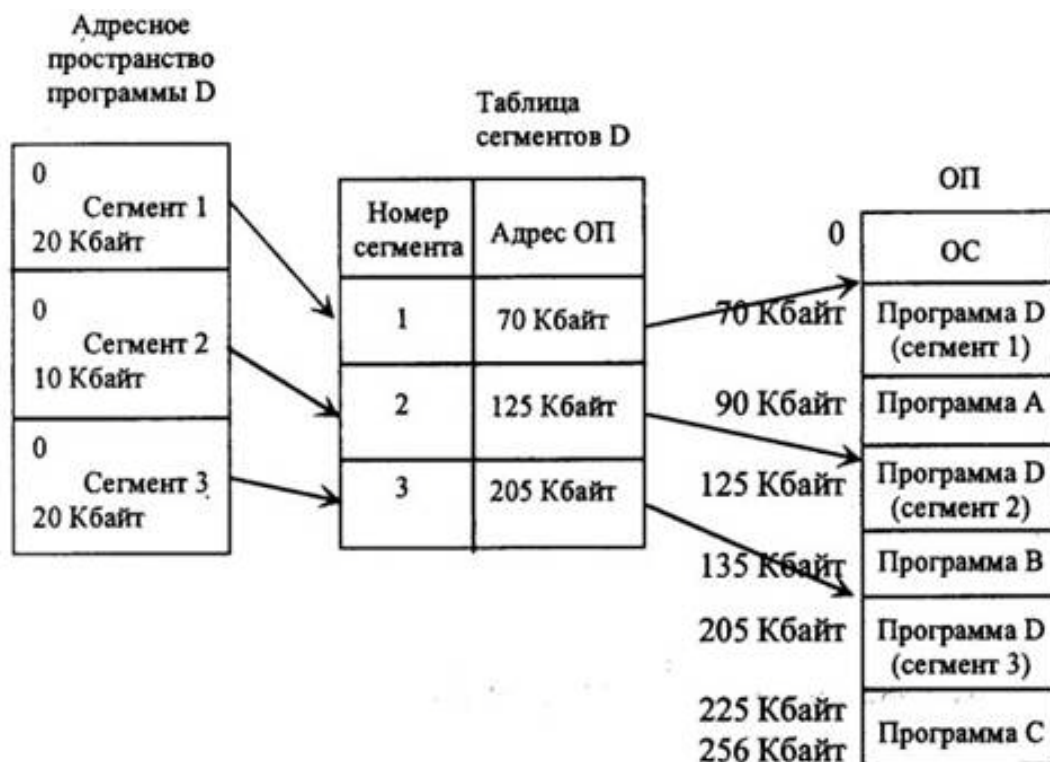 Адресное
пространство
программы D
0
Сегмент 1
20 Кбайт
0
Сегмент 2
10 Кбайт
0
Сегмент 3
20 Кбайт
Таблица
сегментов D
Номер
сегмента
Адрес ОП
1
70 Кбайт
2
125 Кбайт
3
205 Кбайт
ОП
0
ОС
70 Кбайт
Программа D
(сегмент 1)
90 Кбайт
Программа А
125 Кбайт
Программа D
(сегмент 2)
135 Кбайт
Программа В
205 Кбайт
Программа D
(сегмент 3)
225 Кбайт
256 Кбайт
Программа С